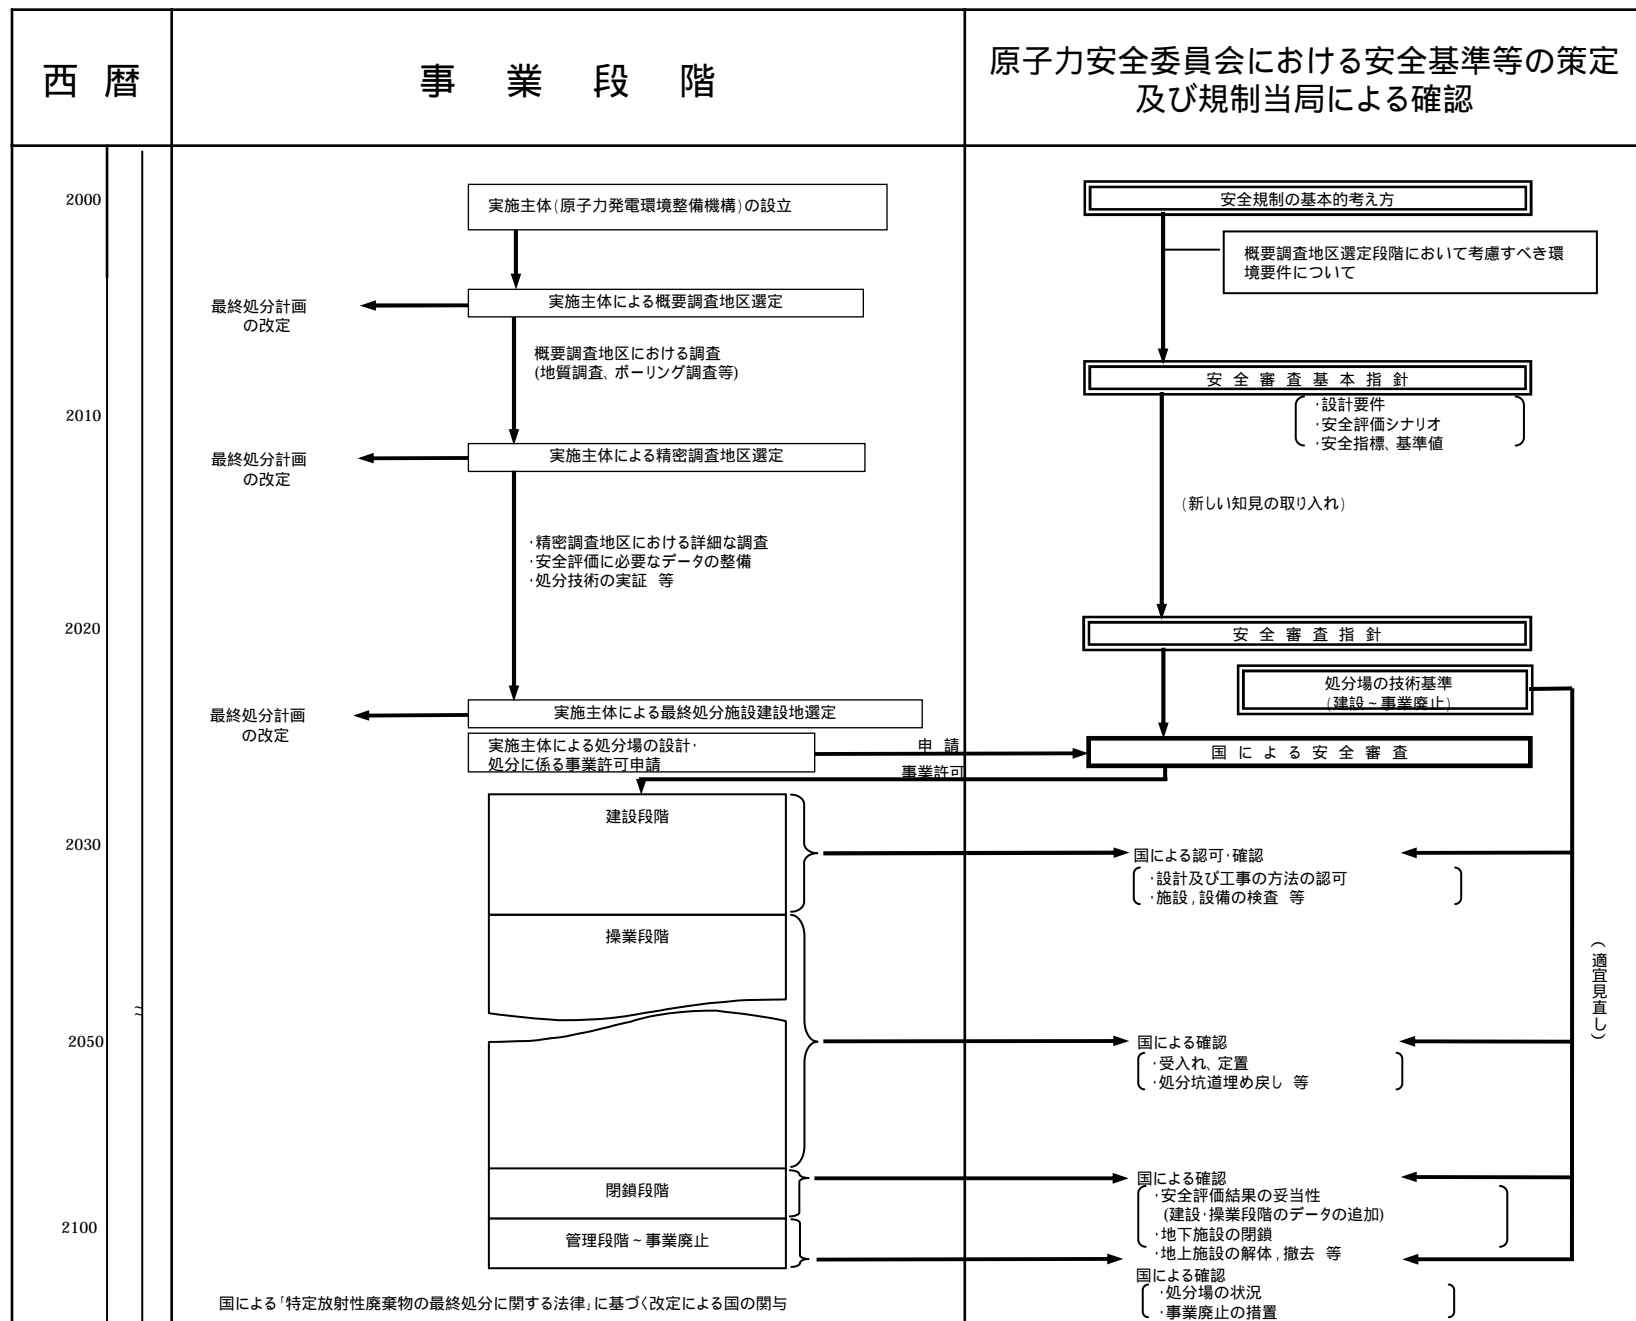 西暦
事業段階
原子力安全委員会における安全基準等の策定
及び規制当局による確認
2000
実施主体(原子力発電環境整備機構)の設立
安全規制の基本的考え方
概要調査地区選定段階において考慮すべき環
境要件について
最終処分計画
の改定
実施主体による概要調査地区選定
概要調査地区における調査
(地質調査、ボーリング調査等)
安全審査基本指針
・設計要件
・安全評価シナリオ
・安全指標、基準値
2010
最終処分計画
の改定
実施主体による精密調査地区選定
(新しい知見の取り入れ)
・精密調査地区における詳細な調査
・安全評価に必要なデータの整備
・処分技術の実証 等
2020
安全審査指針
処分場の技術基準
(建設~事業廃止)
最終処分計画
の改定
実施主体による最終処分施設建設地選定
実施主体による処分場の設計・
処分に係る事業許可申請
申請
国による安全審査
事業許可
建設段階
2030
国による認可・確認
・設計及び工事の方法の認可
・施設,設備の検査 等
操業段階
(適宜見直し)
~
~
2050
国による確認
・受入れ、定置
・処分坑道埋め戻し 等
閉鎖段階
国による確認
・安全評価結果の妥当性
(建設・操業段階のデータの追加)
・地下施設の閉鎖
・地上施設の解体,撤去 等
2100
管理段階~事業廃止
国による確認
・処分場の状況
・事業廃止の措置
国による「特定放射性廃棄物の最終処分に関する法律」に基づく改定による国の関与